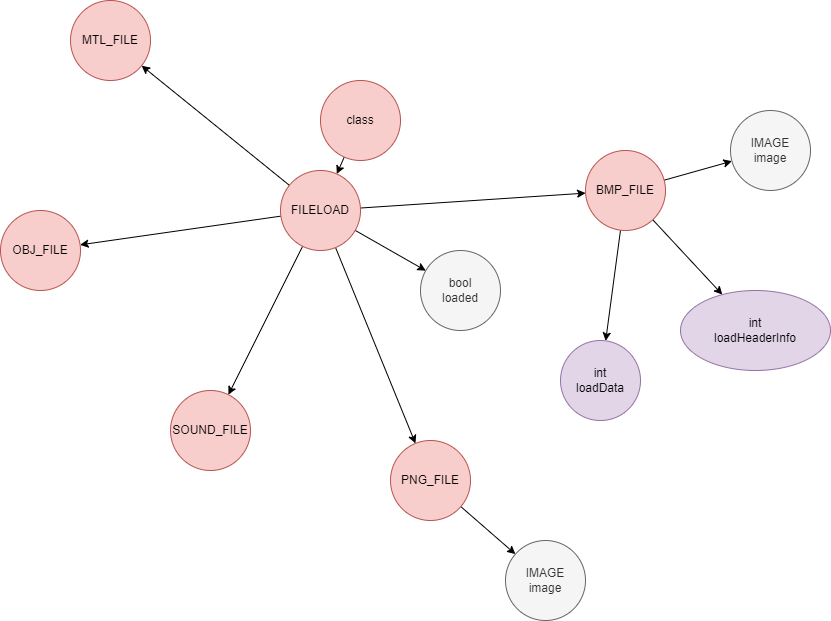 MTL_FILE
class
IMAGE
image
BMP_FILE
FILELOAD
OBJ_FILE
bool
loaded
int
loadHeaderInfo
int
loadData
SOUND_FILE
PNG_FILE
IMAGE
image